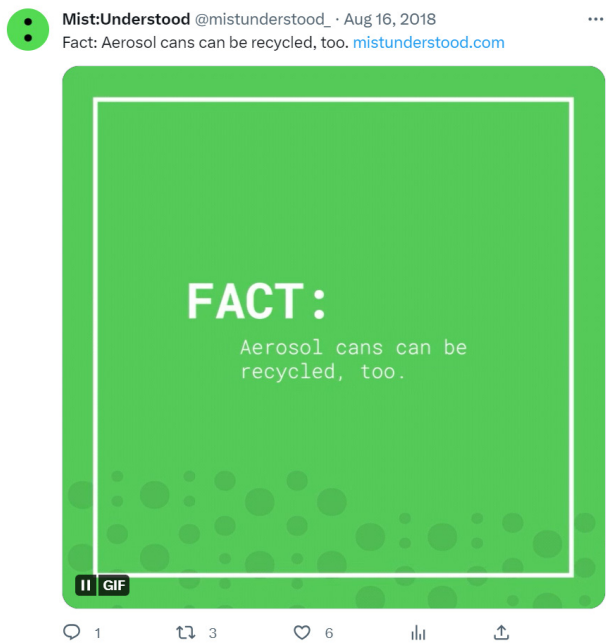 Mist:Understood @mistunderstood_ · Aug 16, 2018
Fact: Aerosol cans can be recycled, too. mistunderstood.com
FACT:
Aerosol cans can be
recycled, too.
GIF
1 3 6